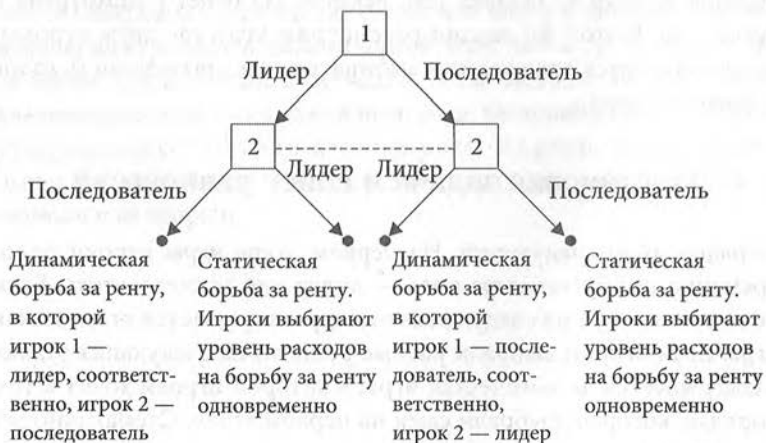 1
Лидер
Последователь
2
2
Последователь
Лидер
Лидер
Последователь
Динамическая
борьба за ренту,
в которой
игрок 1 —
лидер, соответст-
венно, игрок 2 —
последователь
Статическая
борьба за ренту.
Игроки выбирают
уровень расходов
на борьбу за ренту
одновременно
Динамическая
борьба за ренту,
в которой
игрок 1 — после-
дователь, соот-
ветственно,
игрок 2 — лидер
Статическая
борьба за ренту.
Игроки выбирают
уровень расходов
на борьбу за ренту
одновременно